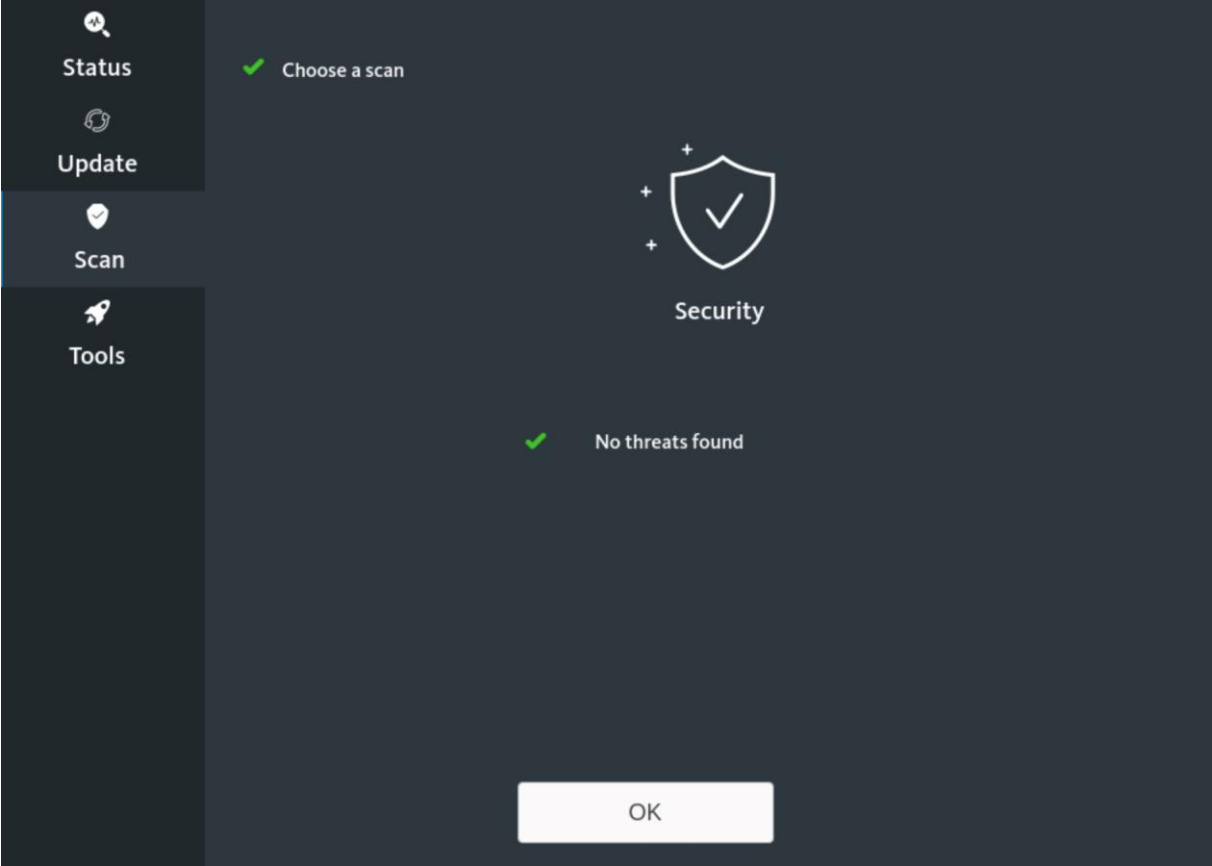 Status
Update
Scan
Tools
Choose a scan
Security
No threats found
OK